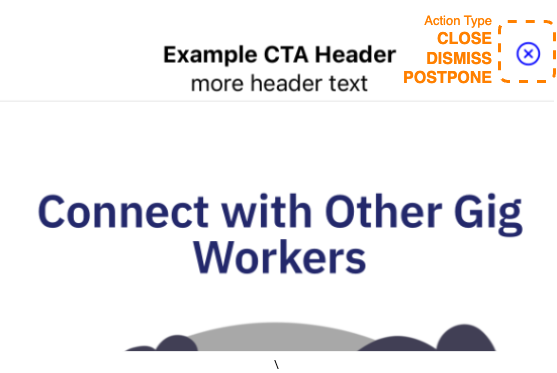 Action Type
CLOSE
DISMISS
POSTPONE
Example CTA Header
more header text
Connect with Other Gig
Workers
\